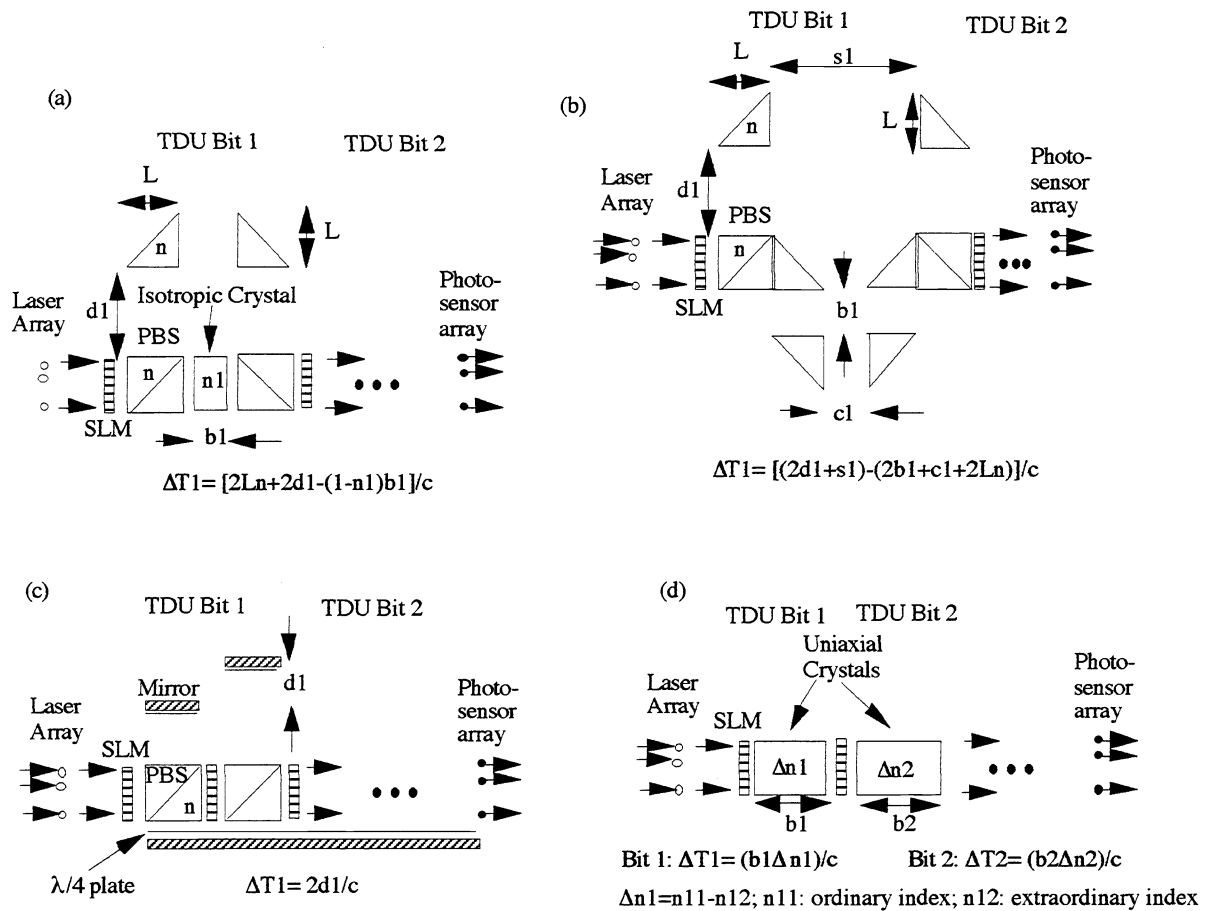 (a)
TDU Bit 1
TDU Bit 2
L
n
L
d1
Isotropic Crystal
Laser
Array
PBS
n
n1
Photo-
sensor
array
SLM
b1
ΔT1= [2Ln+2d1-(1-n1)b1]/c
(b)
TDU Bit 1
TDU Bit 2
L
s1
n
L
d1
Laser
Array
PBS
n
Photo-
sensor
array
SLM
b1
c1
ΔT1= [(2d1+s1)-(2b1+c1+2Ln)]/c
(c)
TDU Bit 1
TDU Bit 2
Mirror
d1
Laser
Array
SLM
PBS
n
Photo-
sensor
array
λ/4 plate
ΔT1= 2d1/c
(d)
TDU Bit 1
TDU Bit 2
Uniaxial
Crystals
Laser
Array
SLM
Δn1
Δn2
Photo-
sensor
array
b1
b2
Bit 1: ΔT1= (b1Δn1)/c
Bit 2: ΔT2= (b2Δn2)/c
Δn1=n11-n12; n11: ordinary index; n12: extraordinary index